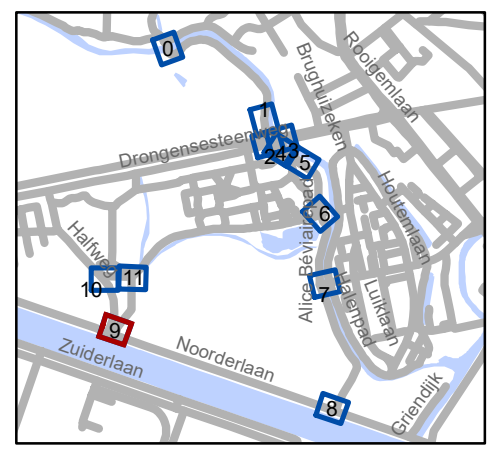 0
Brughuizeken
Rooigemlaan
1
Drongensesteenweg
2
4
3
5
Houtemlaan
6
Alice Béviairepad
Halfweg
11
10
7
Halenpad
Luiklaan
9
Zuiderlaan
Noorderlaan
8
Griendijk